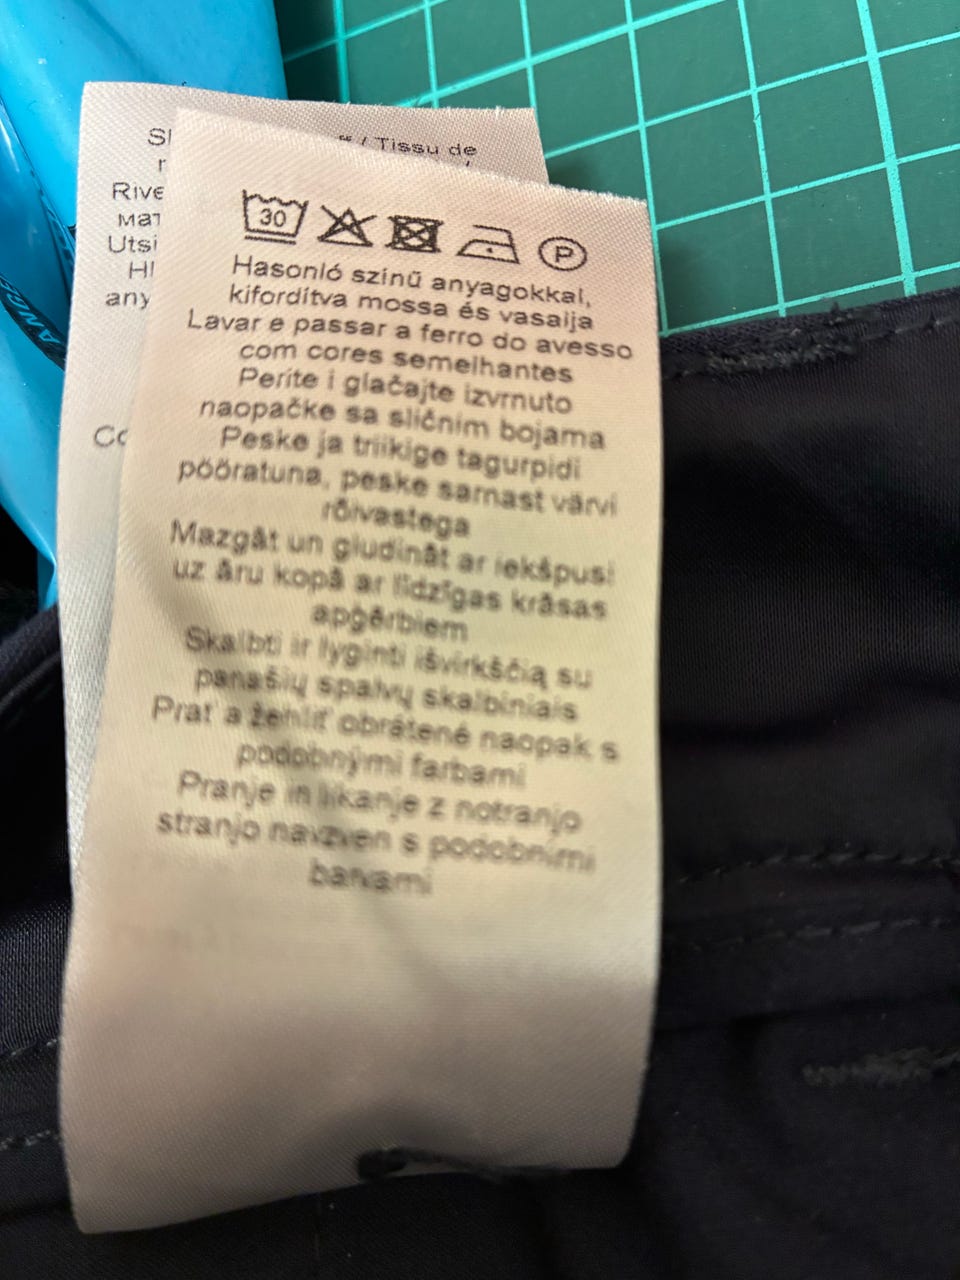 / Tissu de
Rive
Utsi
any
30
P
Hasonló színű anyagokkal,
kifordítva mossa és vasalja
Lavar e passar a ferro do avesso
com cores semelhantes
Perite i glačajte izvrnuto
naopačke sa sličnim bojama
Peske ja triikige tagurpidi
pööratuna, peske sarnast värvi
rõivastega
Mazgāt un gludināt ar iekšpusi
uz āru kopā ar līdzīgas krāsas
apģērbiem
Skalbti ir lyginti išvirkščią su
panašių spalvų skalbiniais
Prať a žehliť obrátené naopak s
podobnými farbami
Pranje in likanje z notranjo
stranjo navzven s podobnimi
barvami